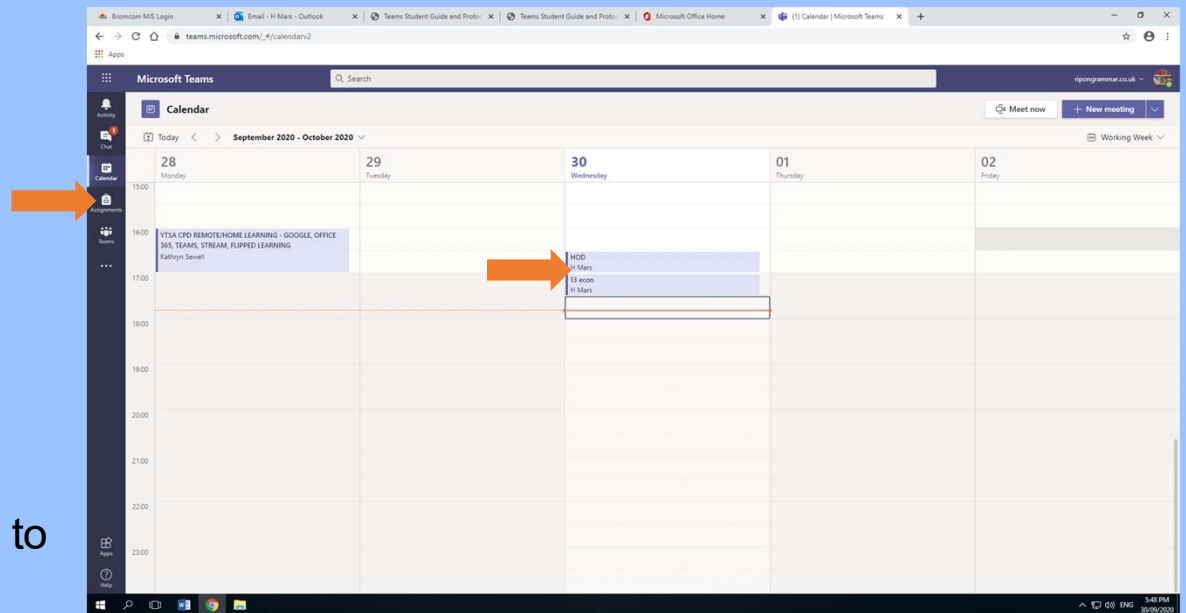 Bromcom MIS Login
Email - H Mars - Outlook
Teams Student Guide and Protoc
Teams Student Guide and Protoc
Microsoft Office Home
(1) Calendar | Microsoft Teams
teams.microsoft.com/_#/calendarv2
Apps
Microsoft Teams
Search
ripongrammar.co.uk
Activity
Calendar
Meet now
+ New meeting
1
Chat
Today
September 2020 - October 2020
Working Week
Calendar
28
Monday
29
Tuesday
30
Wednesday
01
Thursday
02
Friday
15:00
Assignments
16:00
YTSA CPD REMOTE/HOME LEARNING - GOOGLE, OFFICE
365, TEAMS, STREAM, FLIPPED LEARNING
Kathryn Sewell
Teams
HOD
H Mars
17:00
13 econ
H Mars
18:00
19:00
20:00
21:00
22:00
to
Apps
23:00
Help
ENG
5:48 PM
30/09/2020